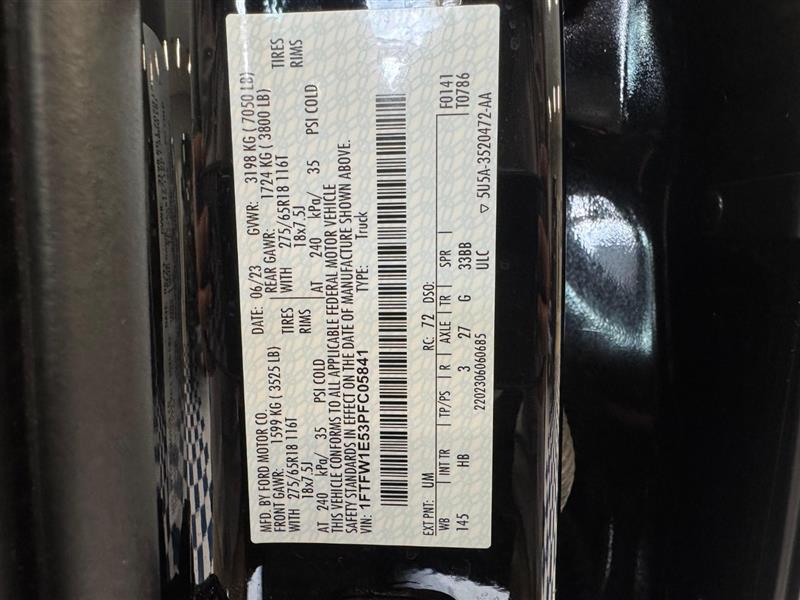 MFD. BY FORD MOTOR CO.
DATE: 06/23 GVWR: 3198 KG ( 7050 LB)
FRONT GAWR: 1599 KG ( 3525 LB) REAR GAWR: 1724 KG ( 3800 LB)
WITH 275/65R18 116T TIRES WITH 275/65R18 116T TIRES
18x7.5J RIMS 18x7.5J RIMS
AT 240 kPa/ 35 PSI COLD AT 240 kPa/ 35 PSI COLD
THIS VEHICLE CONFORMS TO ALL APPLICABLE FEDERAL MOTOR VEHICLE
SAFETY STANDARDS IN EFFECT ON THE DATE OF MANUFACTURE SHOWN ABOVE.
VIN: 1FTFW1E53PFC05841 TYPE: Truck
EXT PNT: UM RC: 72 DSO:
WB INT TR TP/PS R AXLE TR SPR
145 HB 3 27 G 33BB
F0141
T0786
2202306060685 ULC
▽ 5U5A-3520472-AA